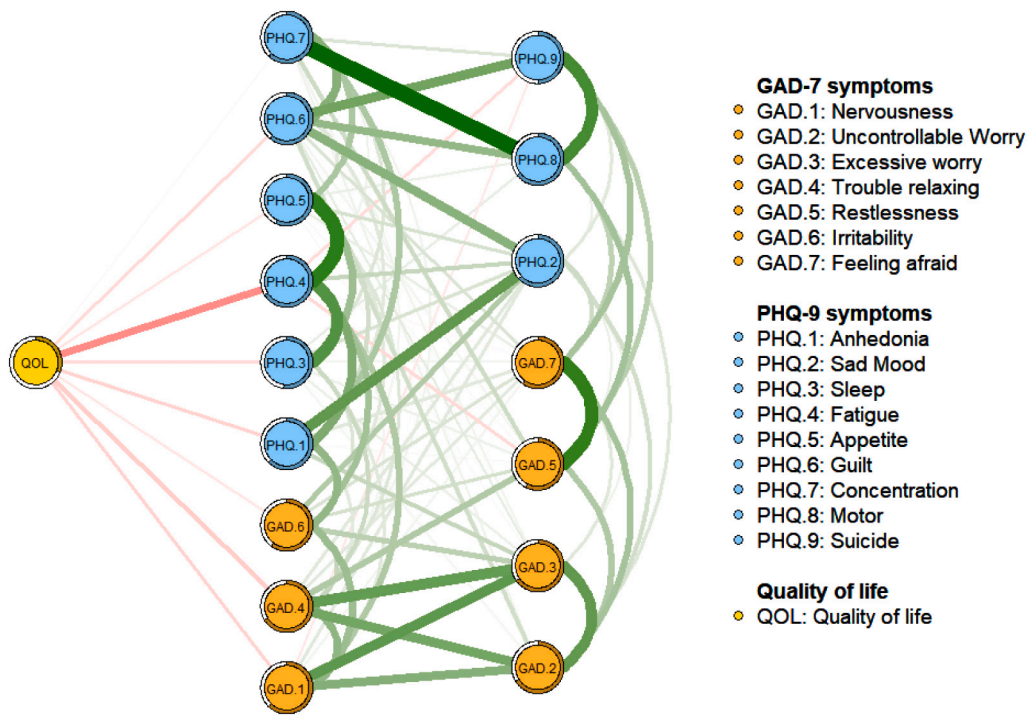 PHQ.7
PHQ.6
PHQ.5
PHQ.4
PHQ.3
PHQ.1
GAD.6
GAD.4
GAD.1
QOL
PHQ.9
PHQ.8
PHQ.2
GAD.7
GAD.5
GAD.3
GAD.2
GAD-7 symptoms
GAD.1: Nervousness
GAD.2: Uncontrollable Worry
GAD.3: Excessive worry
GAD.4: Trouble relaxing
GAD.5: Restlessness
GAD.6: Irritability
GAD.7: Feeling afraid
PHQ-9 symptoms
PHQ.1: Anhedonia
PHQ.2: Sad Mood
PHQ.3: Sleep
PHQ.4: Fatigue
PHQ.5: Appetite
PHQ.6: Guilt
PHQ.7: Concentration
PHQ.8: Motor
PHQ.9: Suicide
Quality of life
QOL: Quality of life